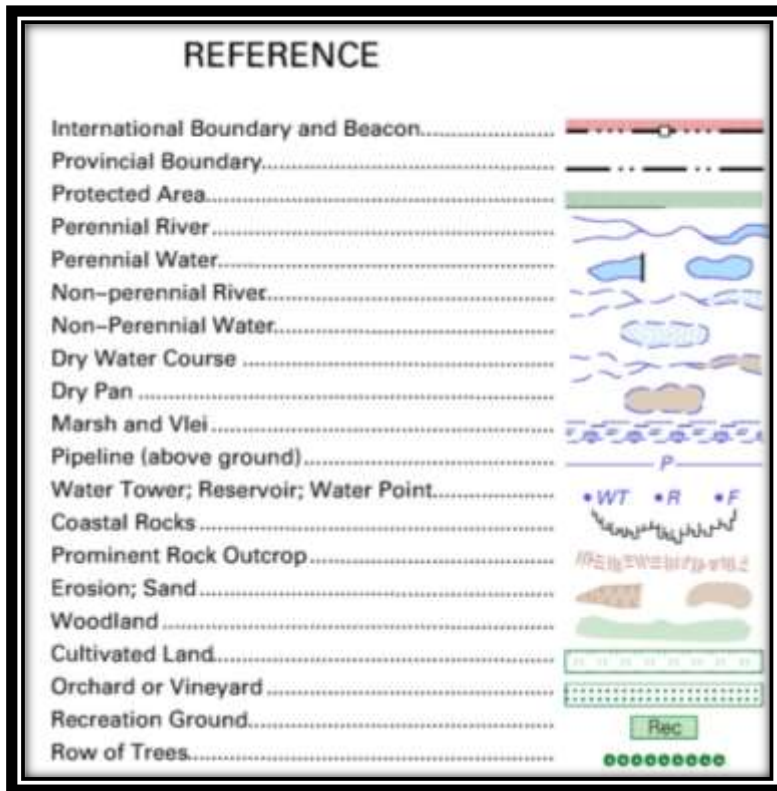 REFERENCE
International Boundary and Beacon
Provincial Boundary
Protected Area
Perennial River
Perennial Water
Non-perennial River
Non-Perennial Water
Dry Water Course
Dry Pan
Marsh and Vlei
Pipeline (above ground) P
Water Tower; Reservoir; Water Point WT R F
Coastal Rocks
Prominent Rock Outcrop
Erosion; Sand
Woodland
Cultivated Land
Orchard or Vineyard
Recreation Ground Rec
Row of Trees